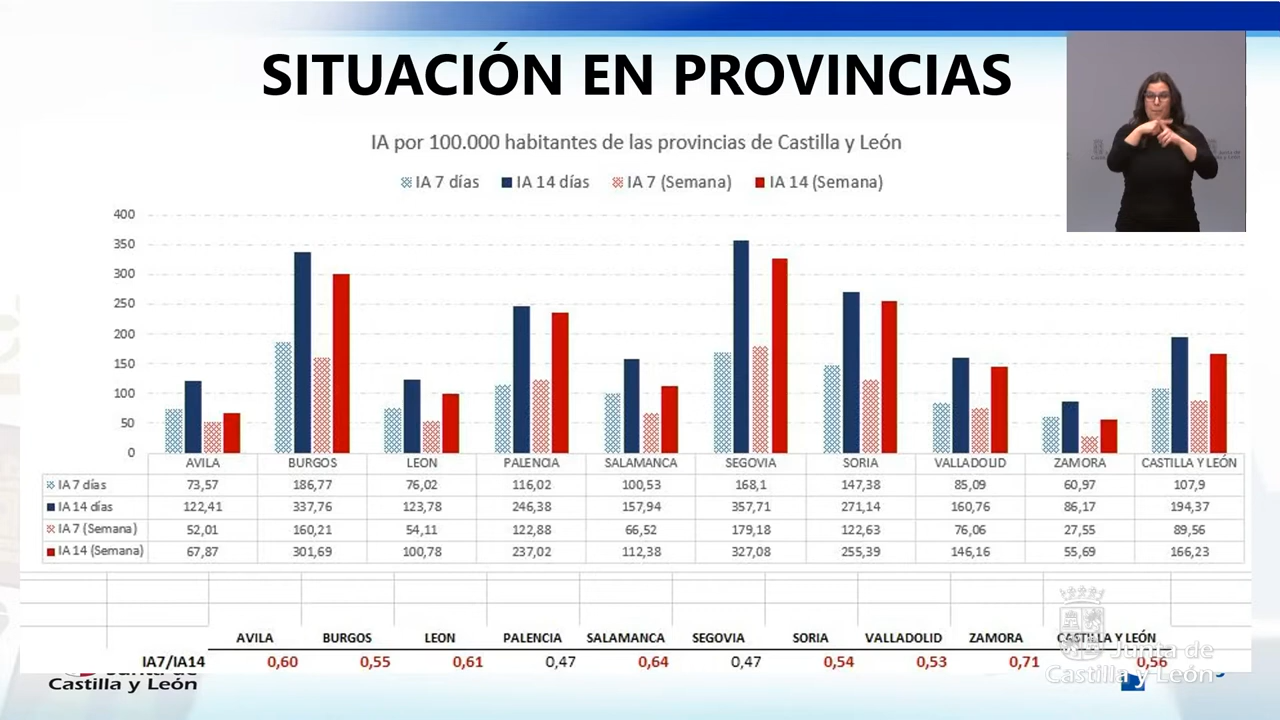 SITUACIÓN EN PROVINCIAS
IA por 100.000 habitantes de las provincias de Castilla y León
IA 7 días IA 14 días IA 7 (Semana) IA 14 (Semana)
400
350
300
250
200
150
100
50
0
AVILA BURGOS LEON PALENCIA SALAMANCA SEGOVIA SORIA VALLADOLID ZAMORA CASTILLA Y LEÓN
IA 7 días 73,57 186,77 76,02 116,02 100,53 168,1 147,38 85,09 60,97 107,9
IA 14 días 122,41 337,76 123,78 246,38 157,94 357,71 271,14 160,76 86,17 194,37
IA 7 (Semana) 52,01 160,21 54,11 122,88 66,52 179,18 122,63 76,06 27,55 89,56
IA 14 (Semana) 67,87 301,69 100,78 237,02 112,38 327,08 255,39 146,16 55,69 166,23
AVILA BURGOS LEON PALENCIA SALAMANCA SEGOVIA SORIA VALLADOLID ZAMORA CASTILLA Y LEÓN
IA7/IA14 0,60 0,55 0,61 0,47 0,64 0,47 0,54 0,53 0,71 0,56
Junta de
Castilla y León
Junta de
Castilla y León